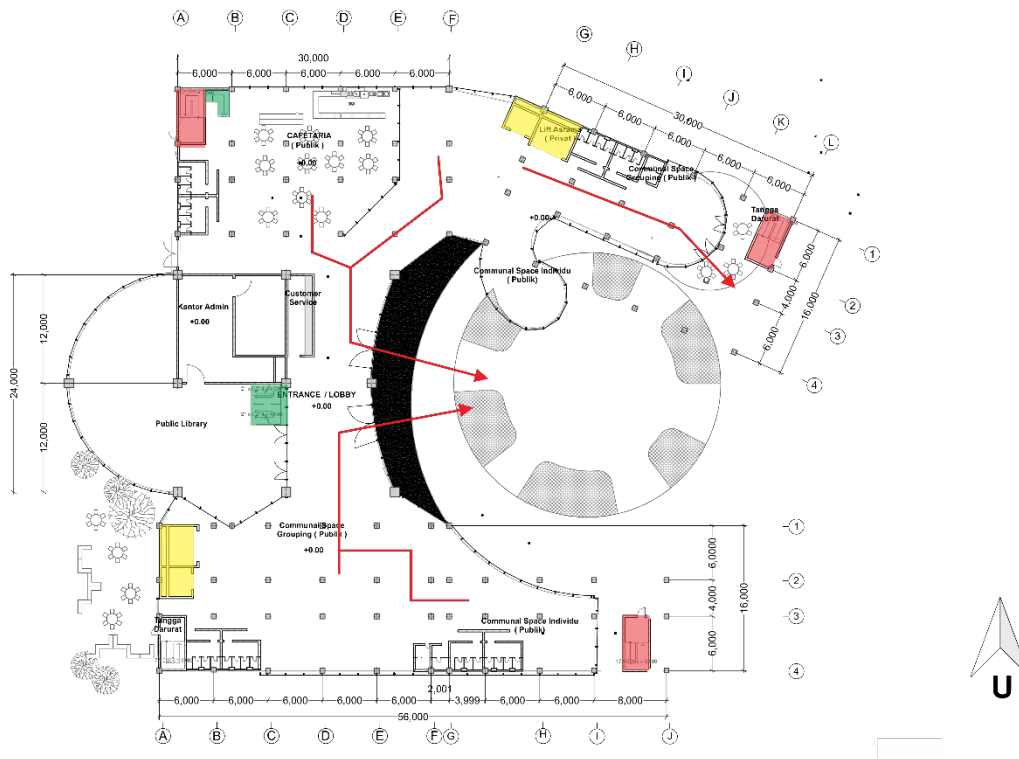 A
B
C
D
E
F
G
H
I
J
K
L
30,000
6,000
6,000
6,000
6,000
6,000
6,000
6,000
30,000
6,000
6,000
6,000
CAFETARIA
( Publik )
+0.00
Lift Asrama
( Privat )
Communal Space
Grouping ( Publik )
Tangga
Darurat
+0.00
1
2
3
4
6,000
4,000
16,000
6,000
Communal Space Individu
(Publik)
Kantor Admin
+0.00
Customer
Service
12,000
24,000
12,000
ENTRANCE / LOBBY
+0.00
Public Library
Communal Space
Grouping ( Publik )
+0.00
Tangga
Darurat
Communal Space Individu
( Publik )
1
2
3
4
6,0000
4,000
16,000
6,000
2,001
6,000
6,000
6,000
6,000
6,000
3,999
6,000
6,000
8,000
56,000
A
B
C
D
E
F
G
H
I
J
U